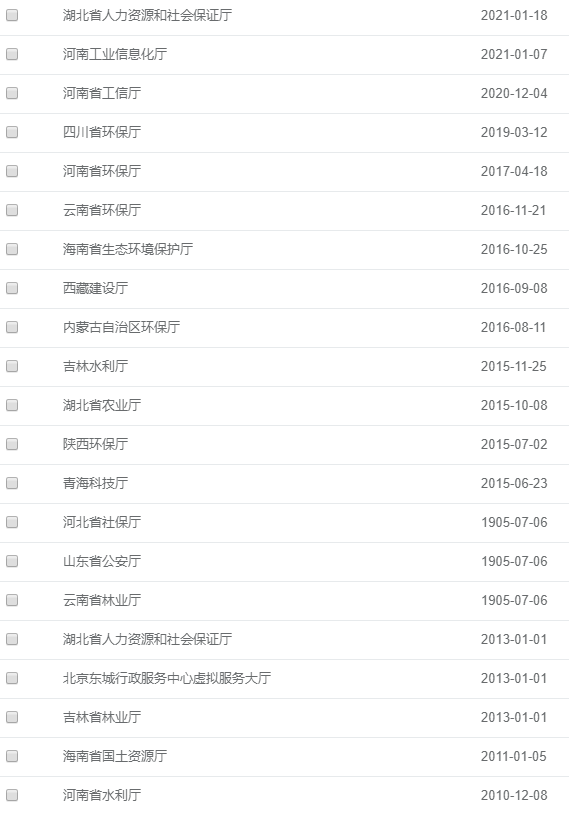 湖北省人力资源和社会保证厅 2021-01-18
河南工业信息化厅 2021-01-07
河南省工信厅 2020-12-04
四川省环保厅 2019-03-12
河南省环保厅 2017-04-18
云南省环保厅 2016-11-21
海南省生态环境保护厅 2016-10-25
西藏建设厅 2016-09-08
内蒙古自治区环保厅 2016-08-11
吉林水利厅 2015-11-25
湖北省农业厅 2015-10-08
陕西环保厅 2015-07-02
青海科技厅 2015-06-23
河北省社保厅 1905-07-06
山东省公安厅 1905-07-06
云南省林业厅 1905-07-06
湖北省人力资源和社会保证厅 2013-01-01
北京东城行政服务中心虚拟服务大厅 2013-01-01
吉林省林业厅 2013-01-01
海南省国土资源厅 2011-01-05
河南省水利厅 2010-12-08